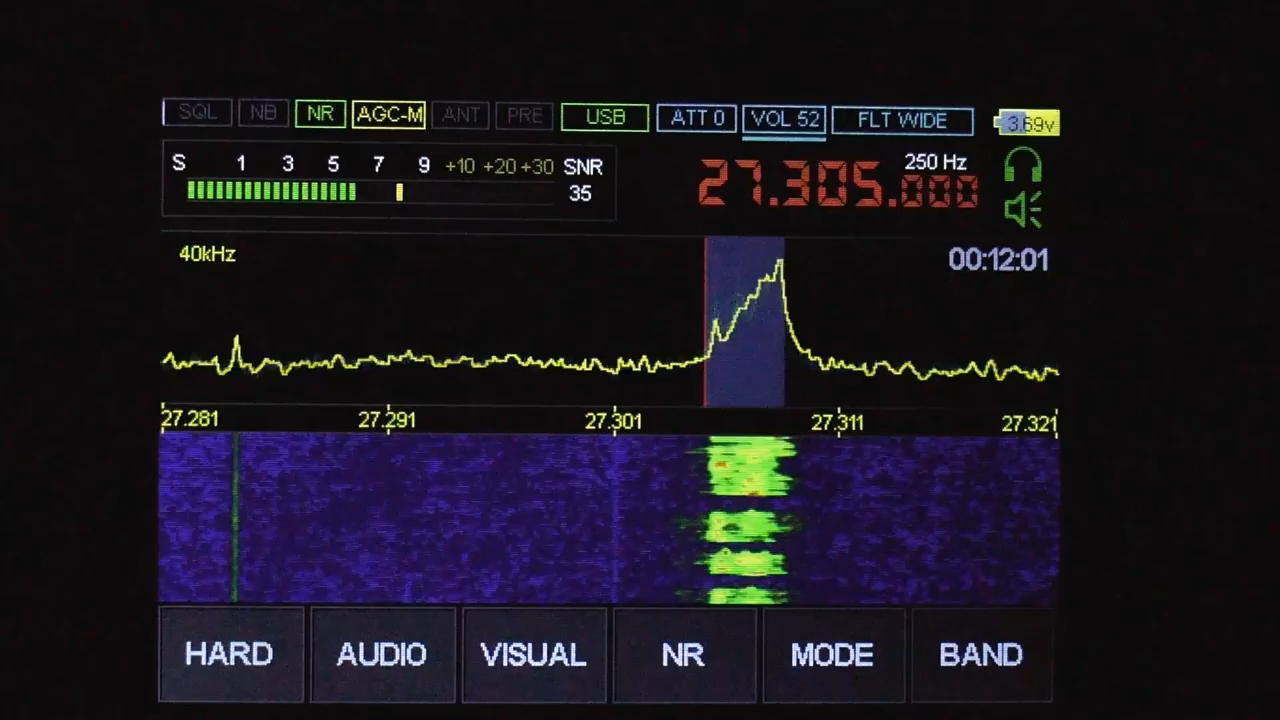 SQL NB NR AGC-M ANT PRE USB ATT 0 VOL 52 FLT WIDE 3.69v
S 1 3 5 7 9 +10 +20 +30 SNR
35
250 Hz
27.305.000
40kHz
00:12:01
27.281 27.291 27.301 27.311 27.321
HARD AUDIO VISUAL NR MODE BAND